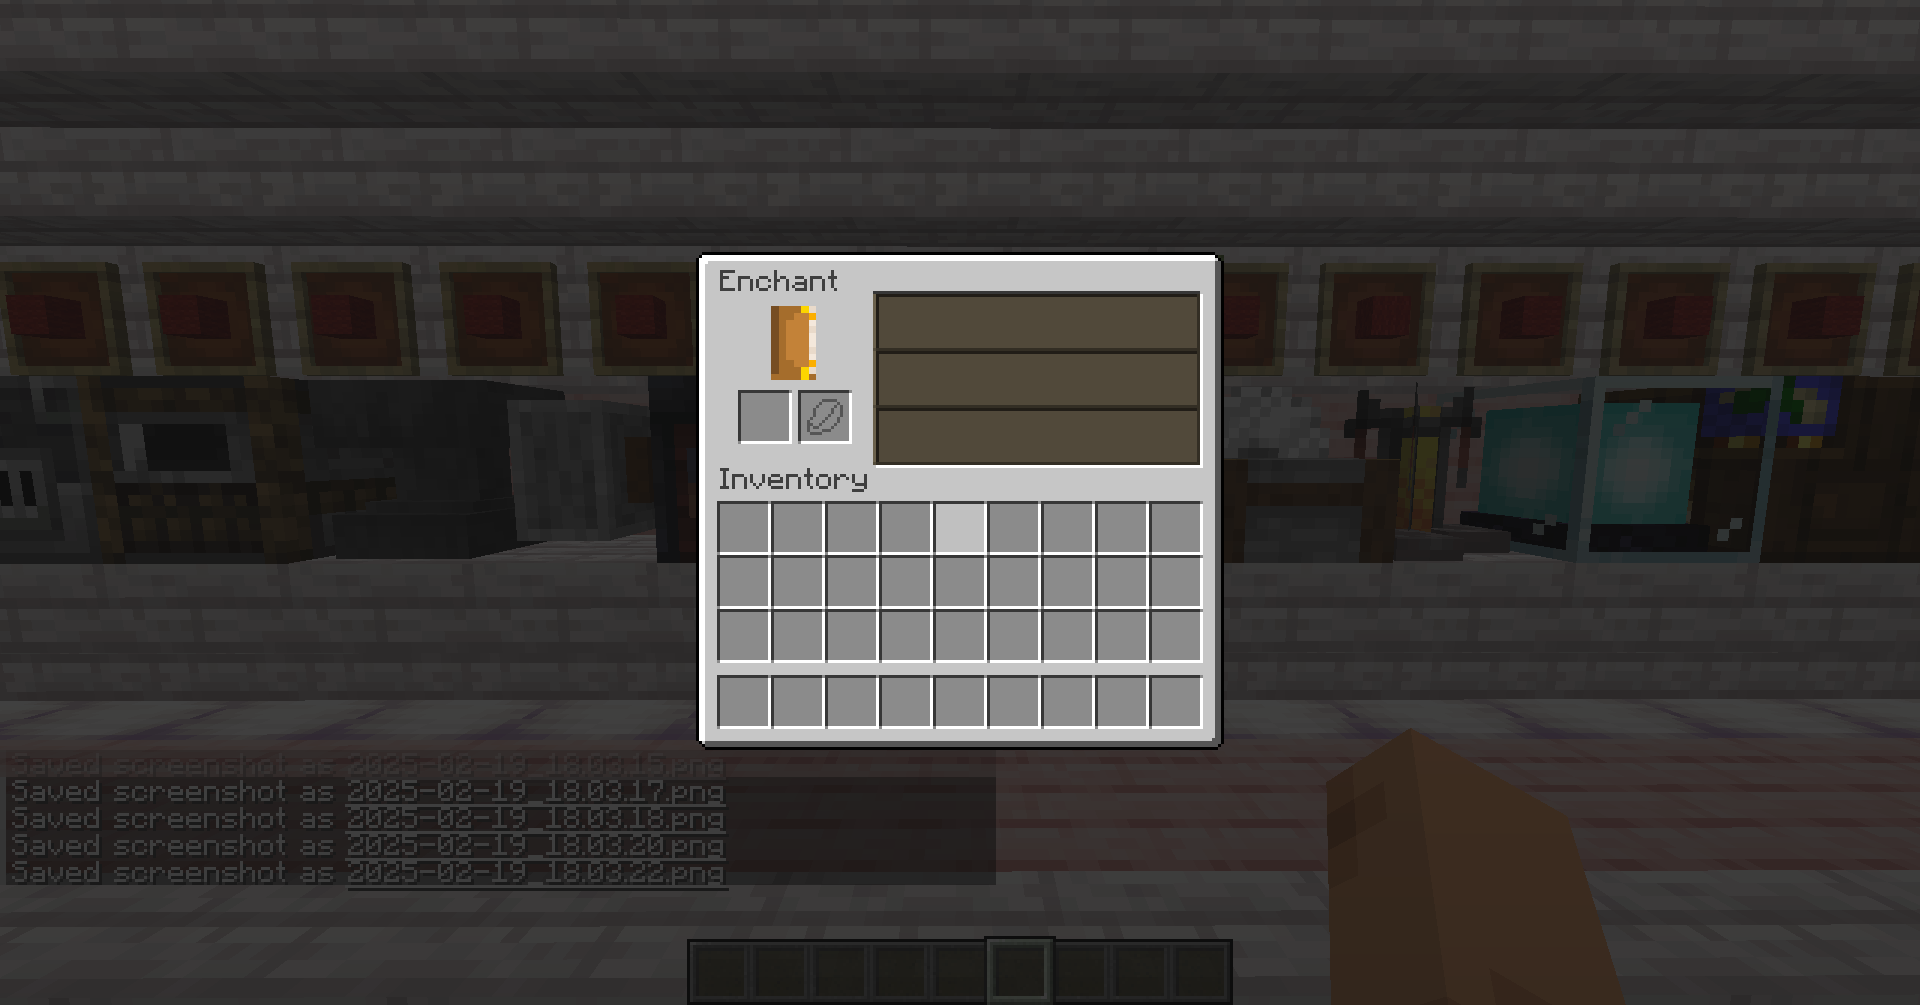 Enchant
Inventory
Saved screenshot as 2025-02-19_18.03.15.png
Saved screenshot as 2025-02-19_18.03.17.png
Saved screenshot as 2025-02-19_18.03.18.png
Saved screenshot as 2025-02-19_18.03.20.png
Saved screenshot as 2025-02-19_18.03.22.png